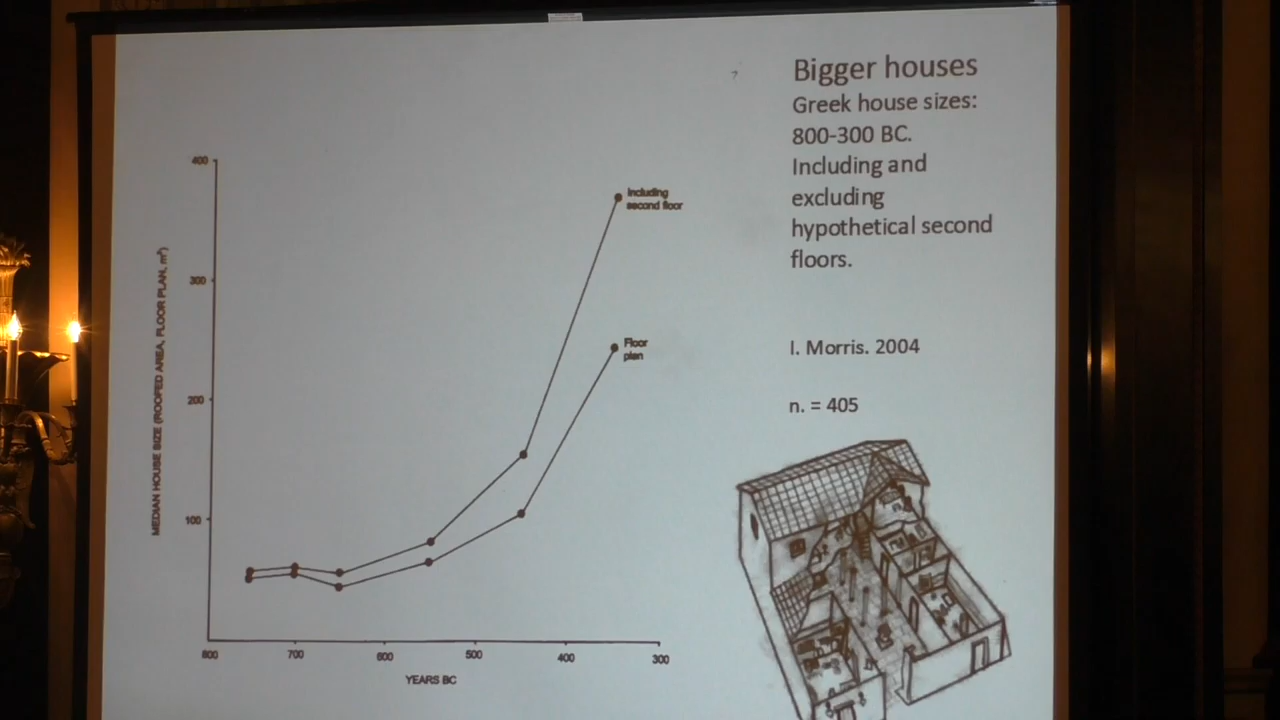 Bigger houses
Greek house sizes:
800-300 BC.
Including and
excluding
hypothetical second
floors.
I. Morris. 2004
n. = 405
MEDIAN HOUSE SIZE (ROOFED AREA, FLOOR PLAN, m²)
400
300
200
100
Including
second floor
Floor
plan
800 700 600 500 400 300
YEARS BC